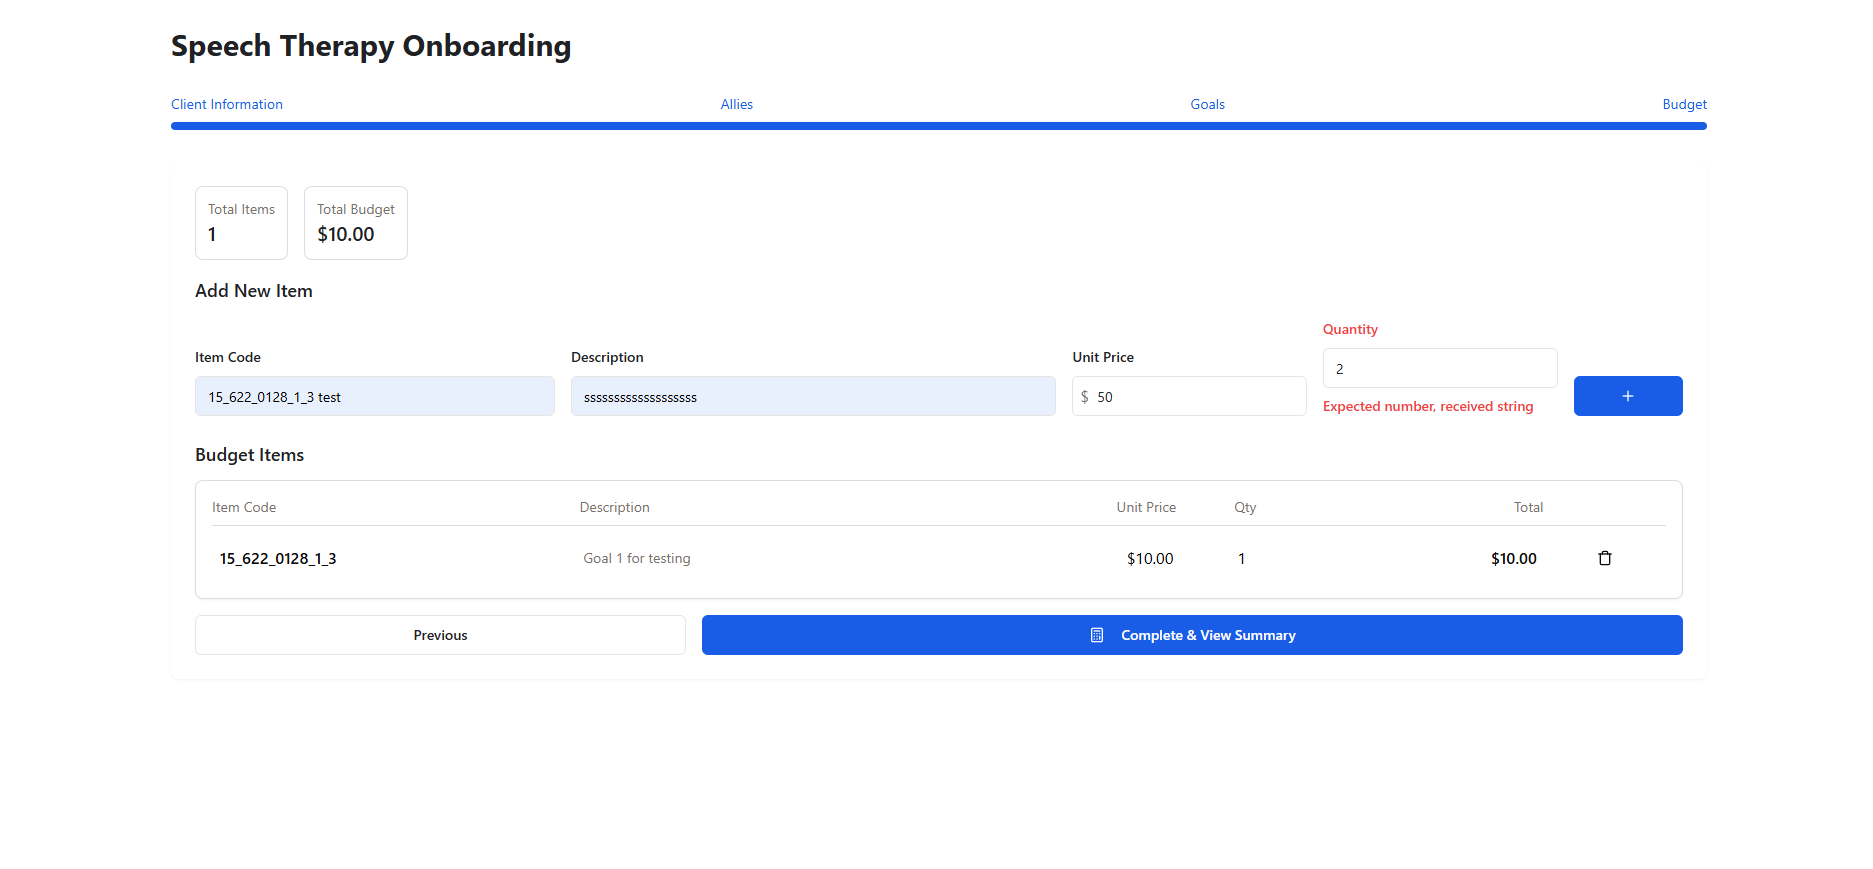 Speech Therapy Onboarding
Client Information Allies Goals Budget
Total Items
1
Total Budget
$10.00
Add New Item
Item Code
15_622_0128_1_3 test
Description
sssssssssssssssssss
Unit Price
$ 50
Quantity
2
Expected number, received string
+
Budget Items
Item Code Description Unit Price Qty Total
15_622_0128_1_3 Goal 1 for testing $10.00 1 $10.00
Previous
Complete & View Summary